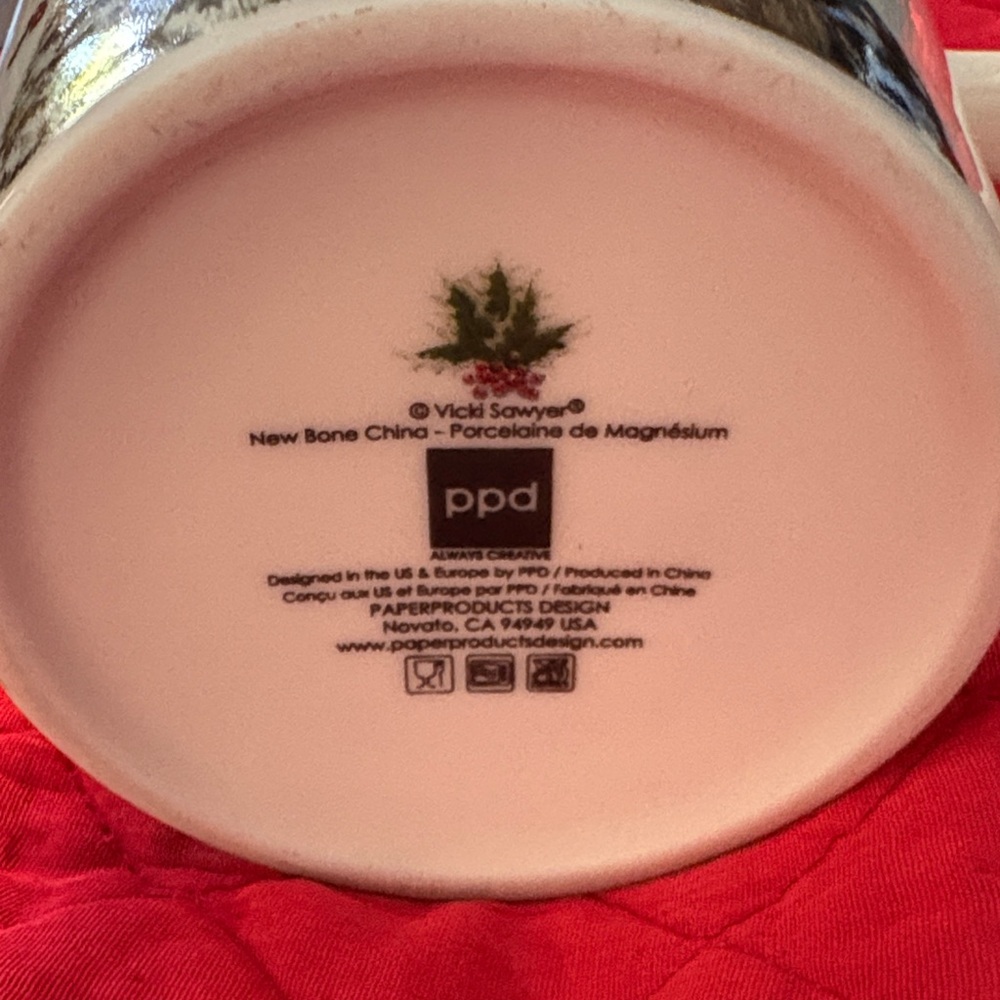 © Vicki Sawyer®
New Bone China - Porcelaine de Magnésium
ppd
ALWAYS CREATIVE
Designed in the US & Europe by PPD / Produced in China
Conçu aux US et Europe par PPD / Fabriqué en Chine
PAPERPRODUCTS DESIGN
Novato, CA 94949 USA
www.paperproductsdesign.com